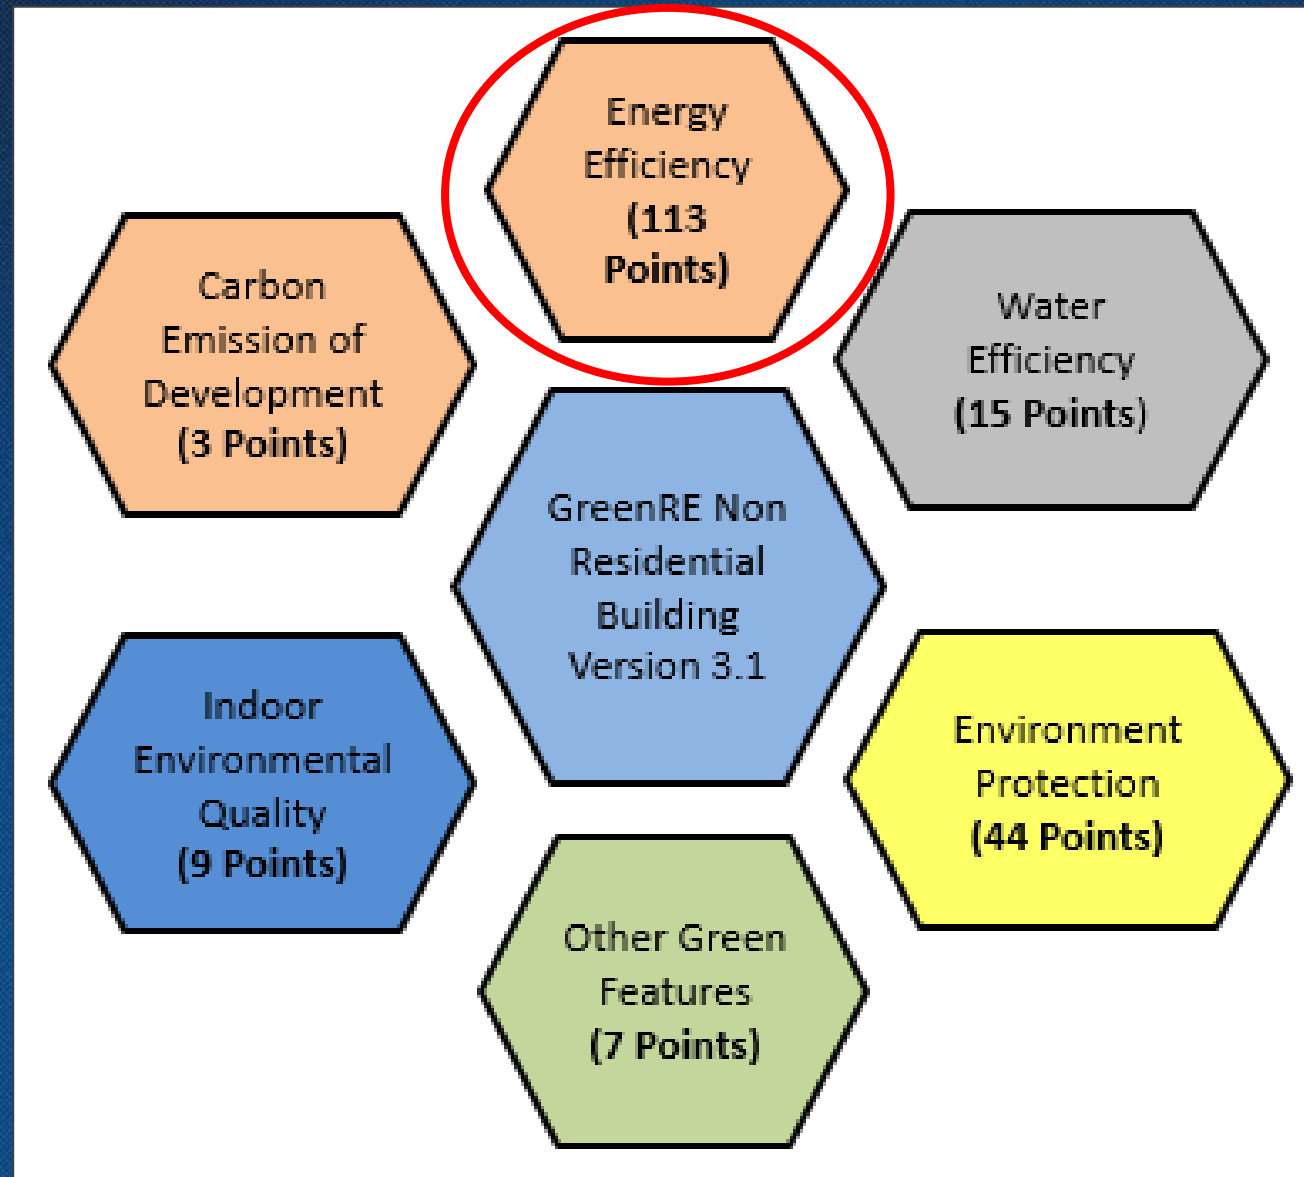 Energy
Efficiency
(113
Points)
Carbon
Emission of
Development
(3 Points)
Water
Efficiency
(15 Points)
GreenRE Non
Residential
Building
Version 3.1
Indoor
Environmental
Quality
(9 Points)
Environment
Protection
(44 Points)
Other Green
Features
(7 Points)